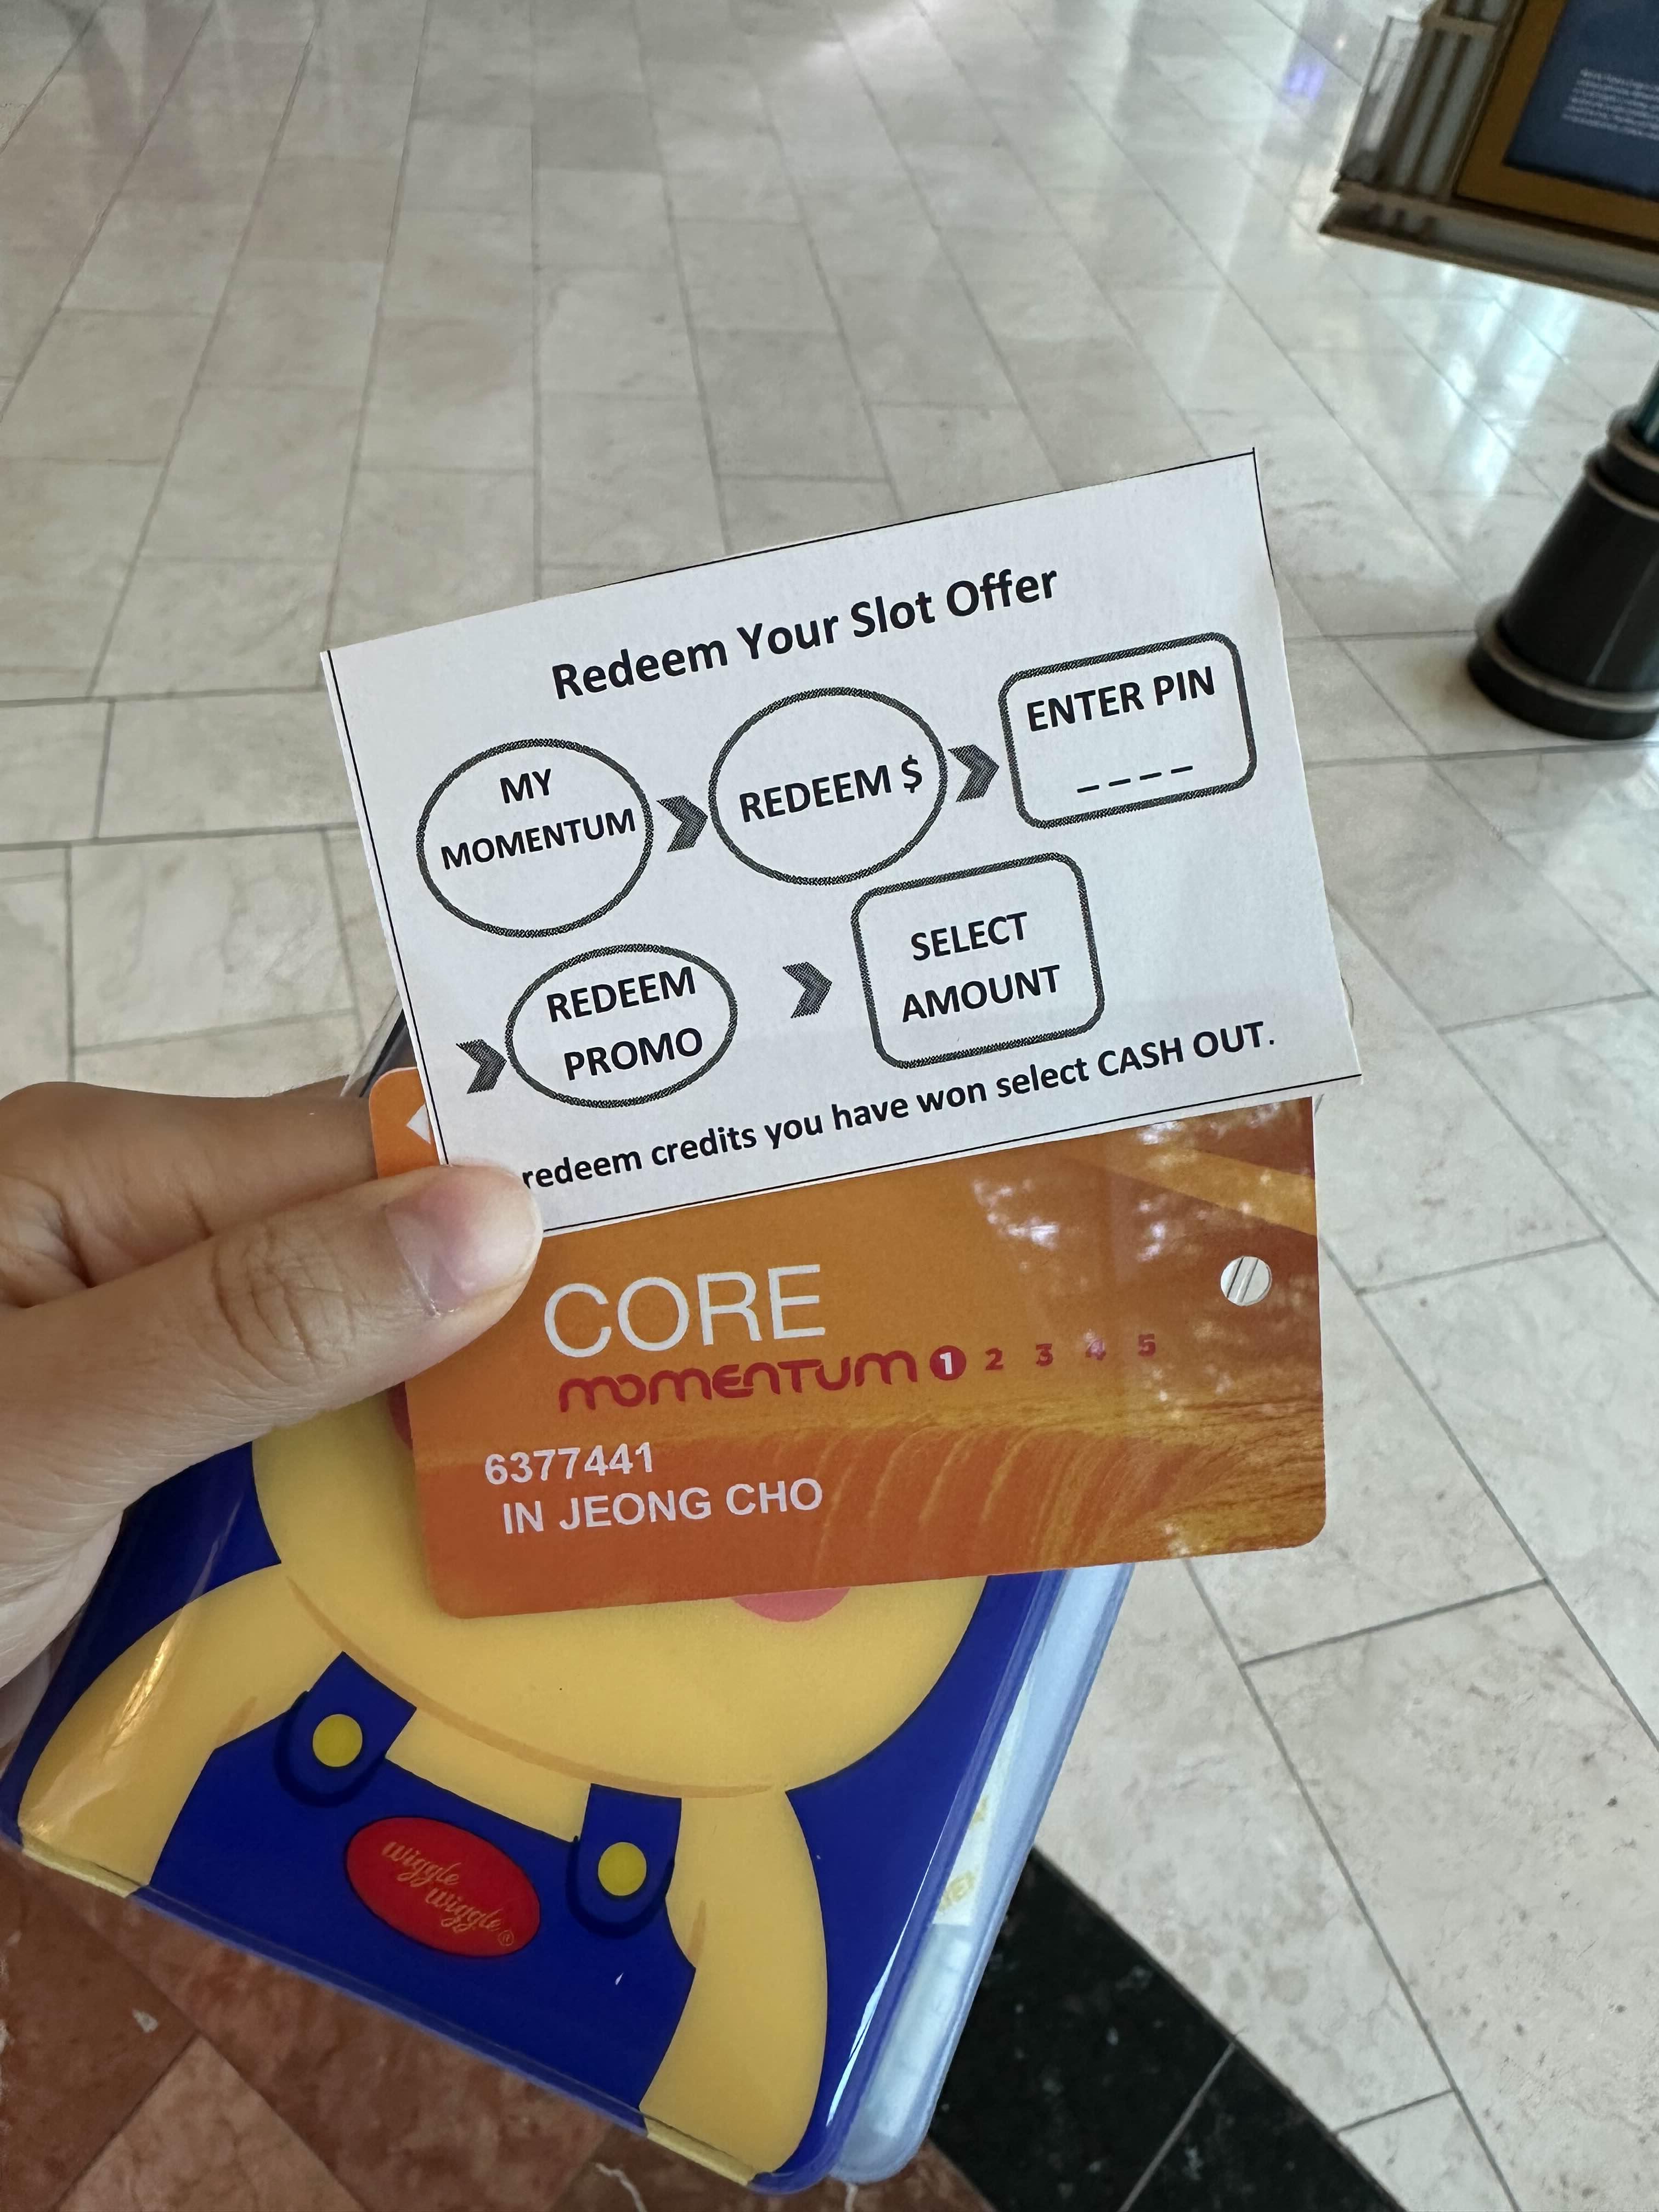 Redeem Your Slot Offer
MY
MOMENTUM
REDEEM $
ENTER PIN
_ _ _ _
REDEEM
PROMO
SELECT
AMOUNT
redeem credits you have won select CASH OUT.
CORE
momentum 1 2 3 4 5
6377441
IN JEONG CHO
wiggle
wiggle®